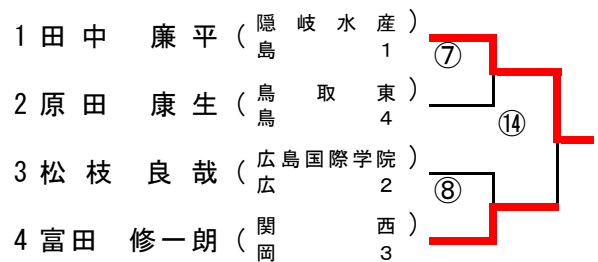 1 田中 廉平 (隠岐水産 島 1)
⑦
2 原田 康生 (鳥取東 鳥 4)
⑭
3 松枝 良哉 (広島国際学院 広 2)
⑧
4 富田 修一朗 (関西 岡 3)